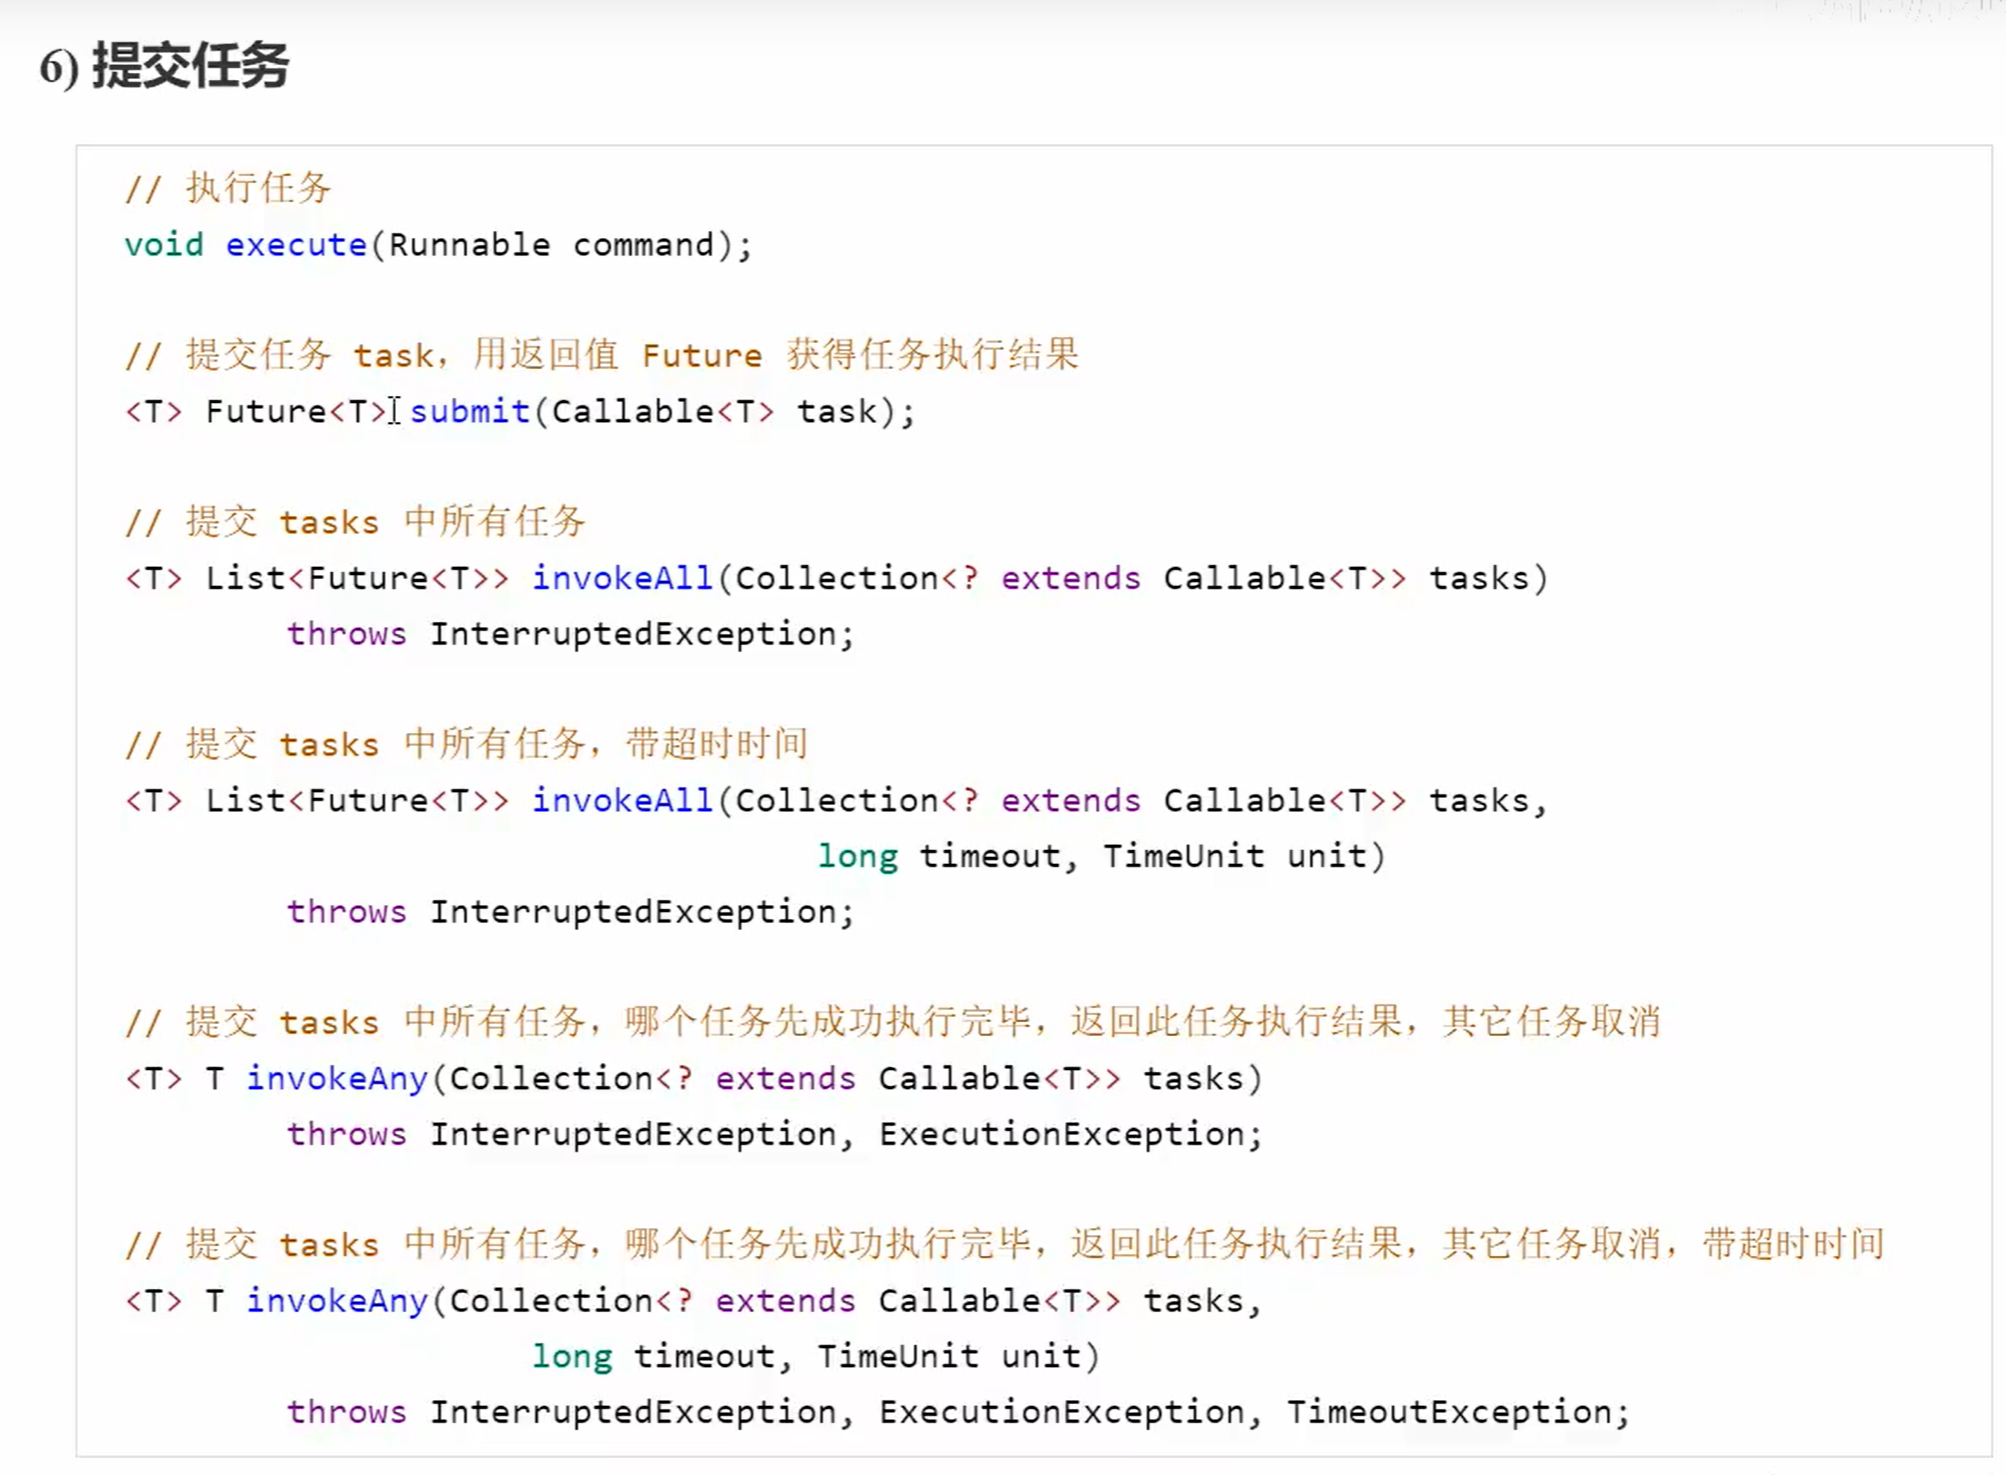 6) 提交任务
// 执行任务
void execute(Runnable command);
// 提交任务 task，用返回值 Future 获得任务执行结果
<T> Future<T> submit(Callable<T> task);
// 提交 tasks 中所有任务
<T> List<Future<T>> invokeAll(Collection<? extends Callable<T>> tasks)
throws InterruptedException;
// 提交 tasks 中所有任务，带超时时间
<T> List<Future<T>> invokeAll(Collection<? extends Callable<T>> tasks,
long timeout, TimeUnit unit)
throws InterruptedException;
// 提交 tasks 中所有任务，哪个任务先成功执行完毕，返回此任务执行结果，其它任务取消
<T> T invokeAny(Collection<? extends Callable<T>> tasks)
throws InterruptedException, ExecutionException;
// 提交 tasks 中所有任务，哪个任务先成功执行完毕，返回此任务执行结果，其它任务取消，带超时时间
<T> T invokeAny(Collection<? extends Callable<T>> tasks,
long timeout, TimeUnit unit)
throws InterruptedException, ExecutionException, TimeoutException;